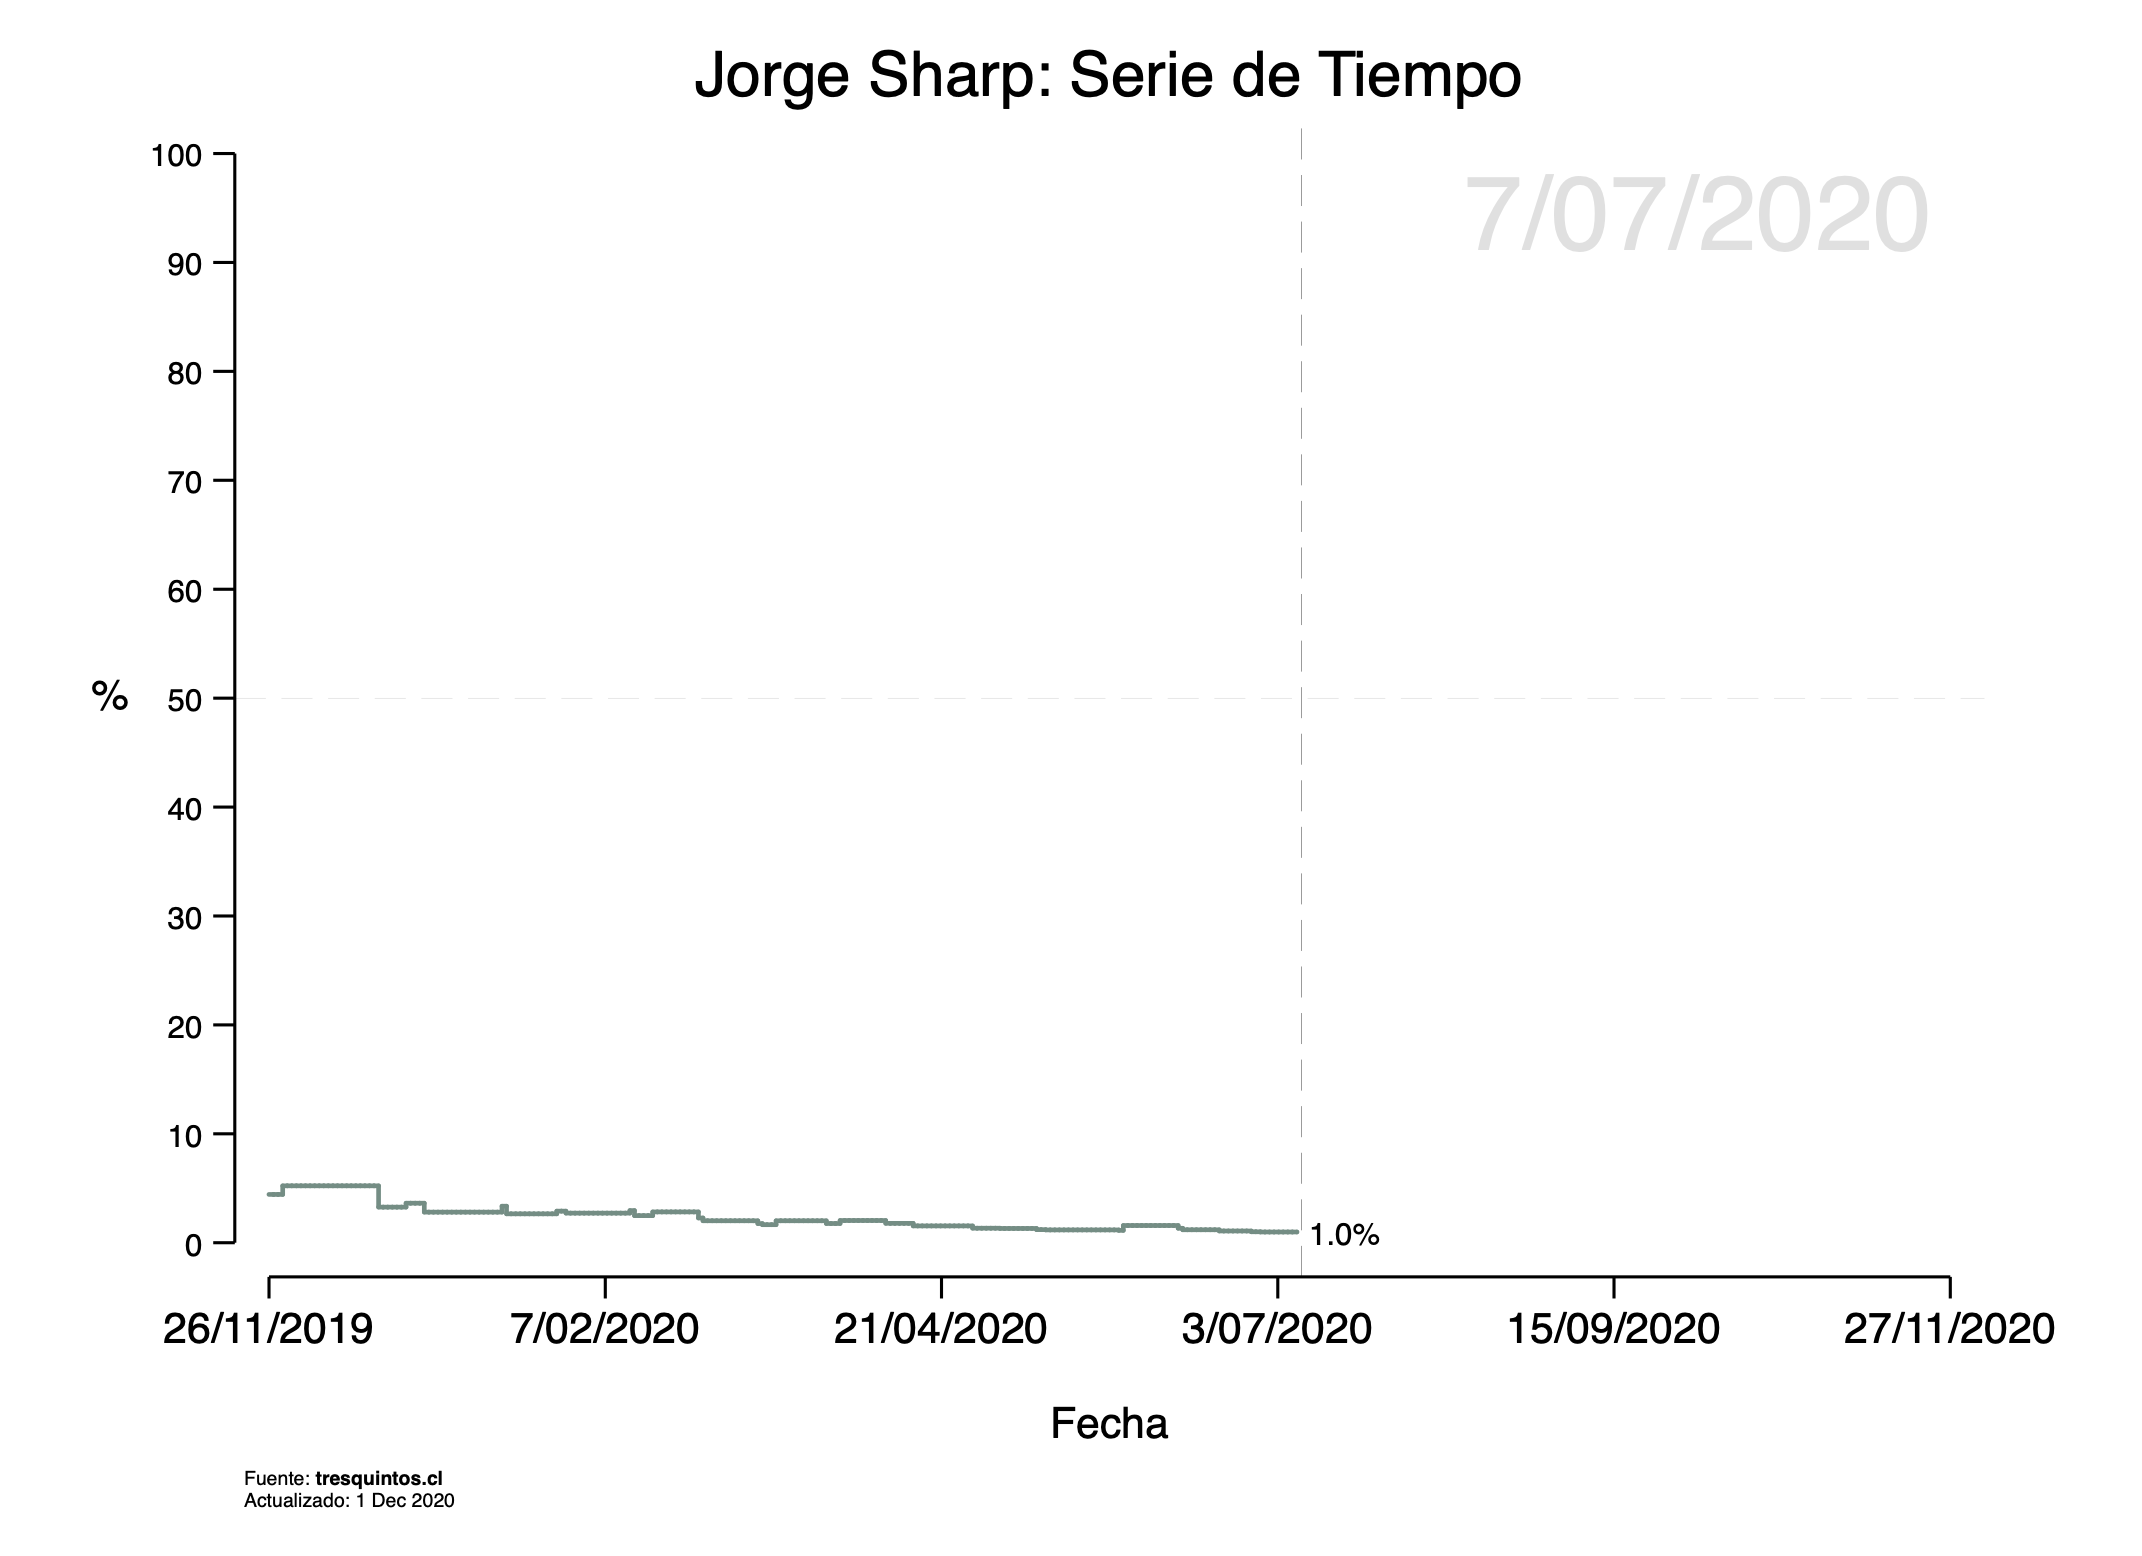 Jorge Sharp: Serie de Tiempo
7/07/2020
100
90
80
70
60
% 50
40
30
20
10
0
1.0%
26/11/2019 7/02/2020 21/04/2020 3/07/2020 15/09/2020 27/11/2020
Fecha
Fuente: tresquintos.cl
Actualizado: 1 Dec 2020